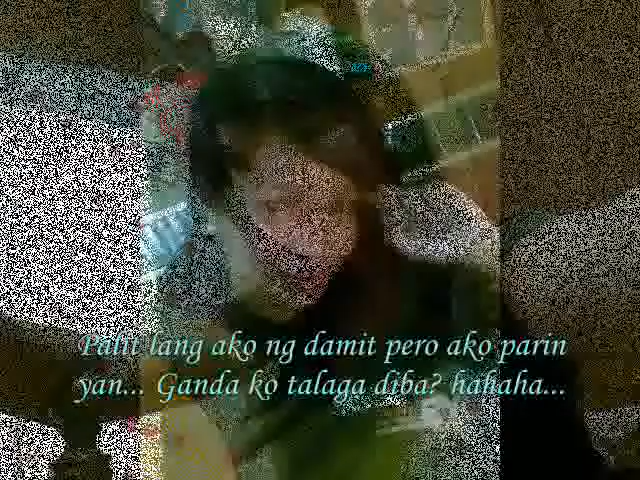 Palit lang ako ng damit pero ako parin
yan... Ganda ko talaga diba? hahaha...